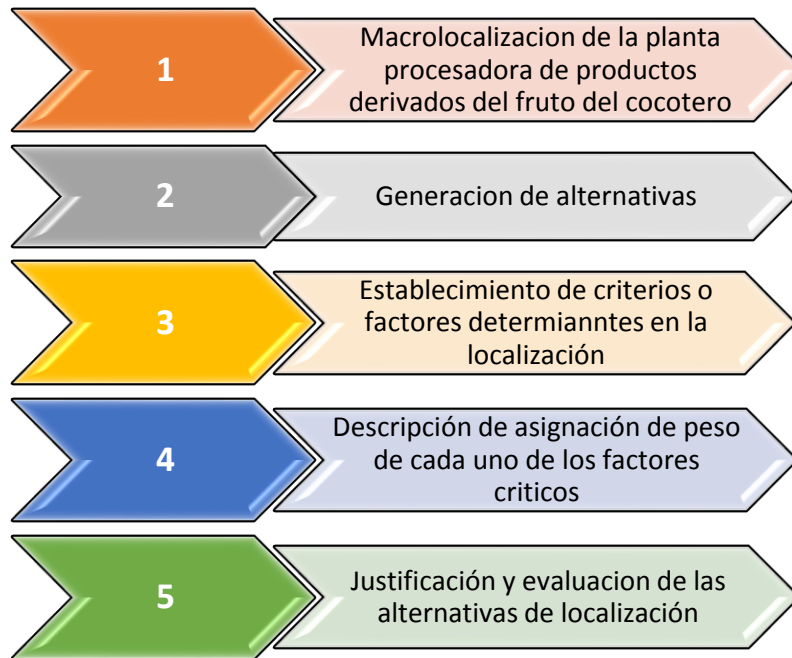 1
Macrolocalizacion de la planta
procesadora de productos
derivados del fruto del cocotero
2
Generacion de alternativas
3
Establecimiento de criterios o
factores determianntes en la
localización
4
Descripción de asignación de peso
de cada uno de los factores
criticos
5
Justificación y evaluacion de las
alternativas de localización